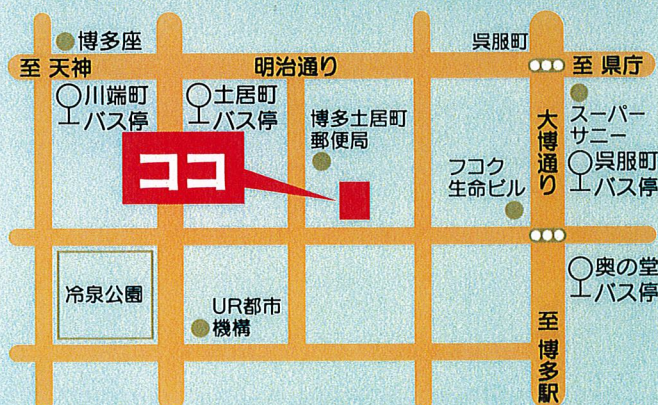 博多座
呉服町
至 天神
明治通り
至 県庁
川端町
バス停
土居町
バス停
博多土居町
郵便局
大博通り
スーパー
サニー
呉服町
バス停
ココ
フコク
生命ビル
冷泉公園
UR都市
機構
奥の堂
バス停
至 博多駅